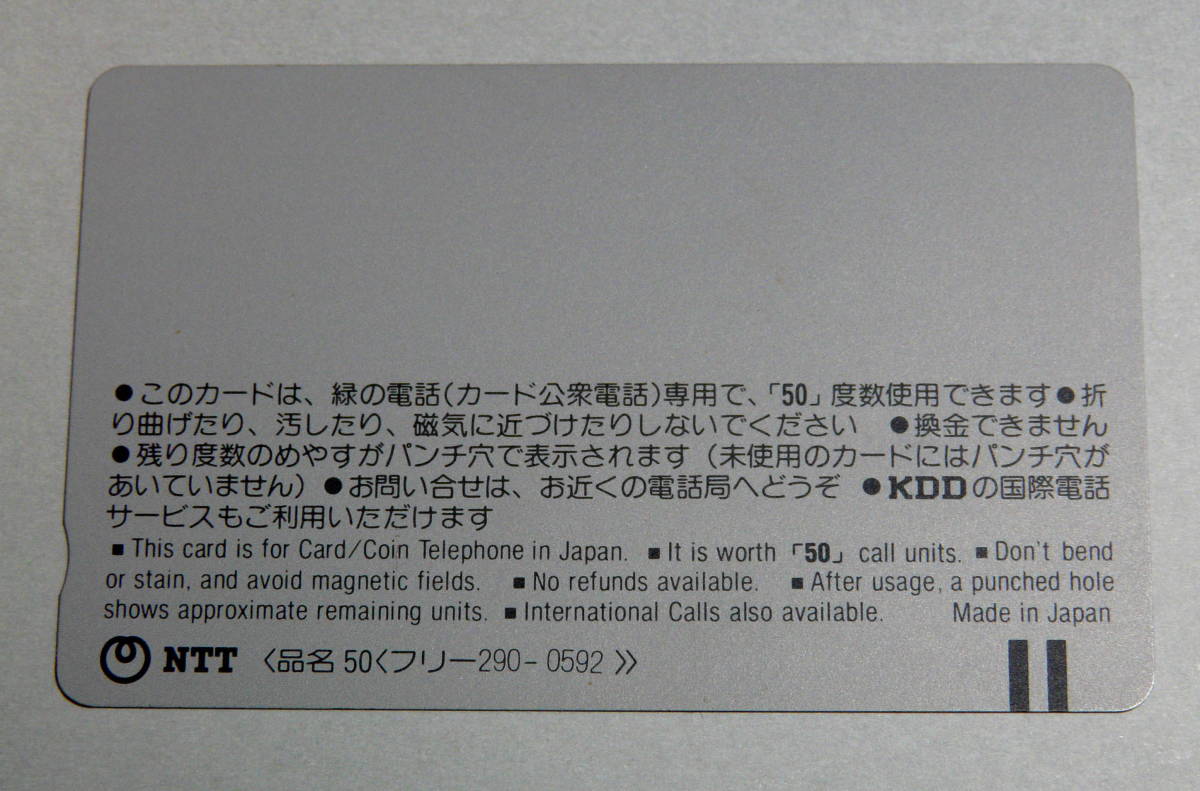 ●このカードは、緑の電話(カード公衆電話)専用で、「50」度数使用できます●折
り曲げたり、汚したり、磁気に近づけたりしないでください ●換金できません
●残り度数のめやすがパンチ穴で表示されます(未使用のカードにはパンチ穴が
あいていません)●お問い合せは、お近くの電話局へどうぞ ●KDDの国際電話
サービスもご利用いただけます
■ This card is for Card/Coin Telephone in Japan. ■ It is worth「50」call units. ■ Don't bend
or stain, and avoid magnetic fields. ■ No refunds available. ■ After usage, a punched hole
shows approximate remaining units. ■ International Calls also available. Made in Japan
NTT 〈品名 50〈フリー290-0592 》